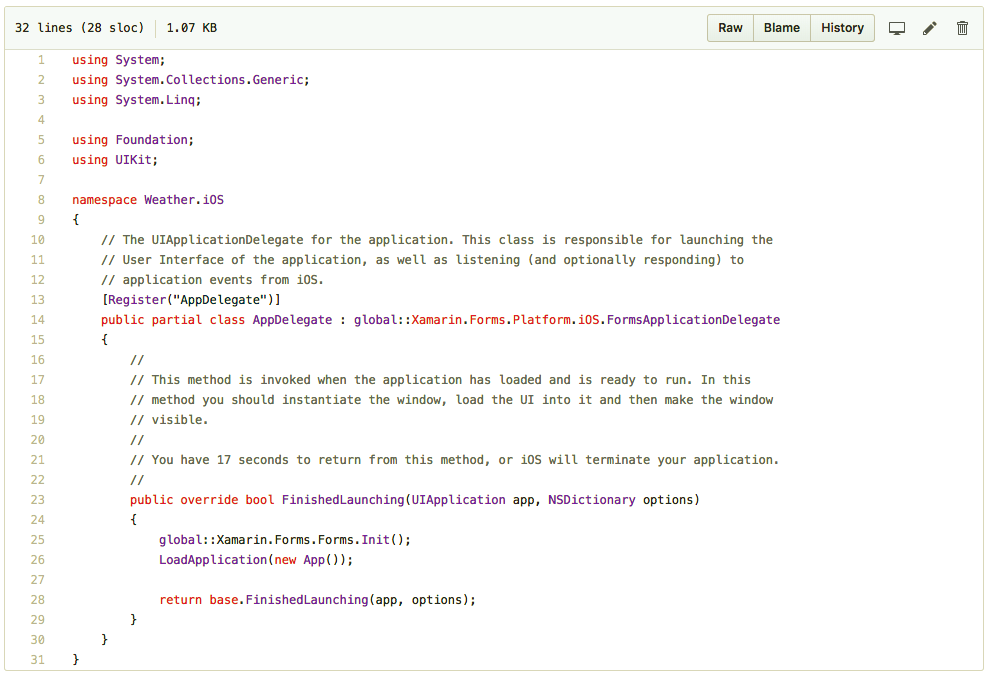 32 lines (28 sloc) 1.07 KB Raw Blame History
1 using System;
2 using System.Collections.Generic;
3 using System.Linq;
4
5 using Foundation;
6 using UIKit;
7
8 namespace Weather.iOS
9 {
10 // The UIApplicationDelegate for the application. This class is responsible for launching the
11 // User Interface of the application, as well as listening (and optionally responding) to
12 // application events from iOS.
13 [Register("AppDelegate")]
14 public partial class AppDelegate : global::Xamarin.Forms.Platform.iOS.FormsApplicationDelegate
15 {
16 //
17 // This method is invoked when the application has loaded and is ready to run. In this
18 // method you should instantiate the window, load the UI into it and then make the window
19 // visible.
20 //
21 // You have 17 seconds to return from this method, or iOS will terminate your application.
22 //
23 public override bool FinishedLaunching(UIApplication app, NSDictionary options)
24 {
25 global::Xamarin.Forms.Forms.Init();
26 LoadApplication(new App());
27
28 return base.FinishedLaunching(app, options);
29 }
30 }
31 }